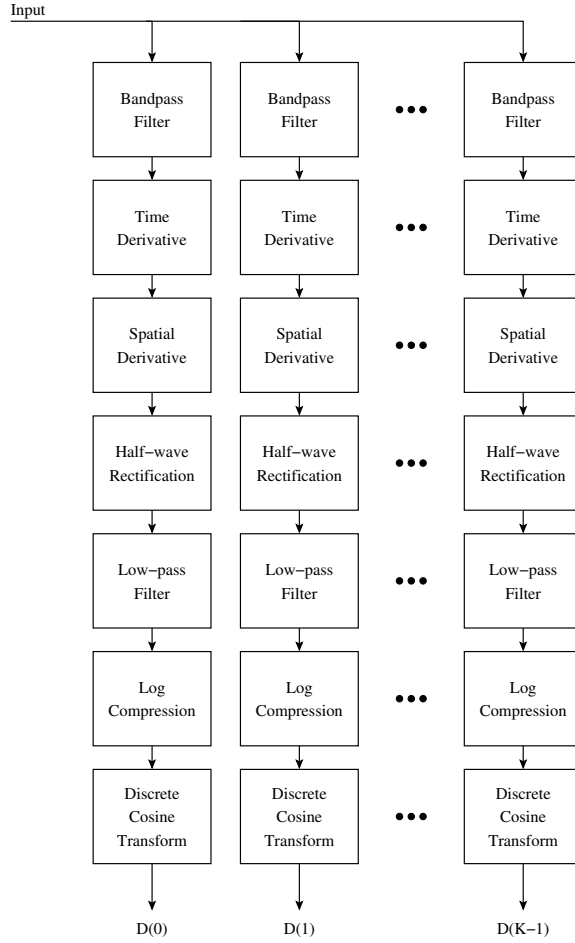 Input
Bandpass Bandpass Bandpass
Filter Filter Filter
Time Time Time
Derivative Derivative Derivative
Spatial Spatial Spatial
Derivative Derivative Derivative
Half−wave Half−wave Half−wave
Rectification Rectification Rectification
Low−pass Low−pass Low−pass
Filter Filter Filter
Log Log Log
Compression Compression Compression
Discrete Discrete Discrete
Cosine Cosine Cosine
Transform Transform Transform
D(0) D(1) D(K−1)